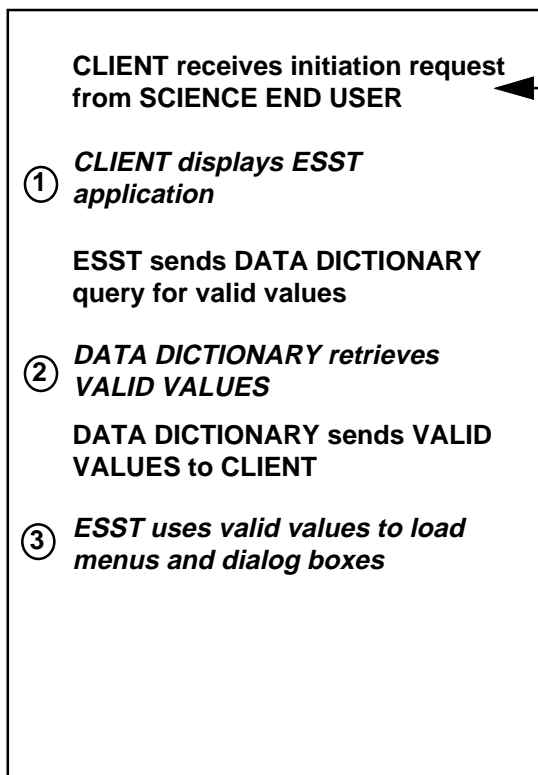 CLIENT receives initiation request
from SCIENCE END USER
1 CLIENT displays ESST
application
ESST sends DATA DICTIONARY
query for valid values
2 DATA DICTIONARY retrieves
VALID VALUES
DATA DICTIONARY sends VALID
VALUES to CLIENT
3 ESST uses valid values to load
menus and dialog boxes